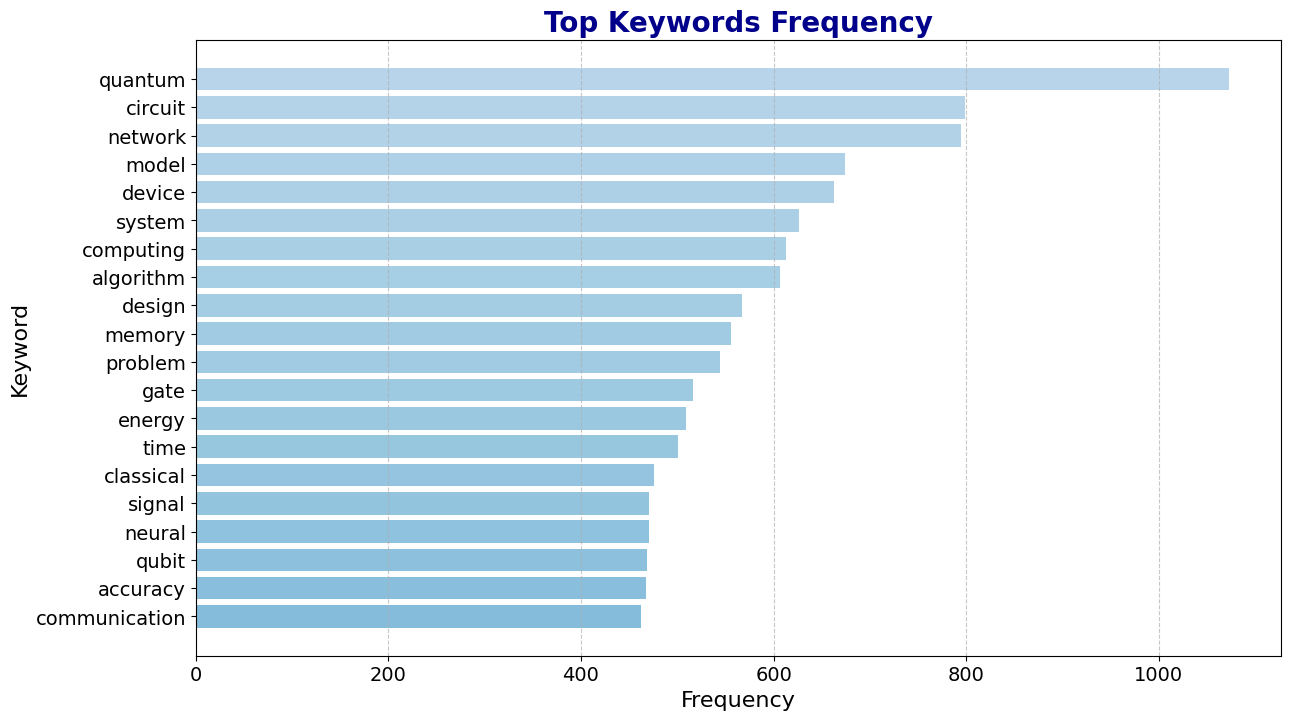 Top Keywords Frequency
quantum
circuit
network
model
device
system
computing
algorithm
design
memory
problem
gate
energy
time
classical
signal
neural
qubit
accuracy
communication
Keyword
0 200 400 600 800 1000
Frequency